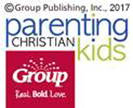 ©Group Publishing, Inc., 2017
parenting
CHRISTIAN kids
Group
Real. Bold. Love.